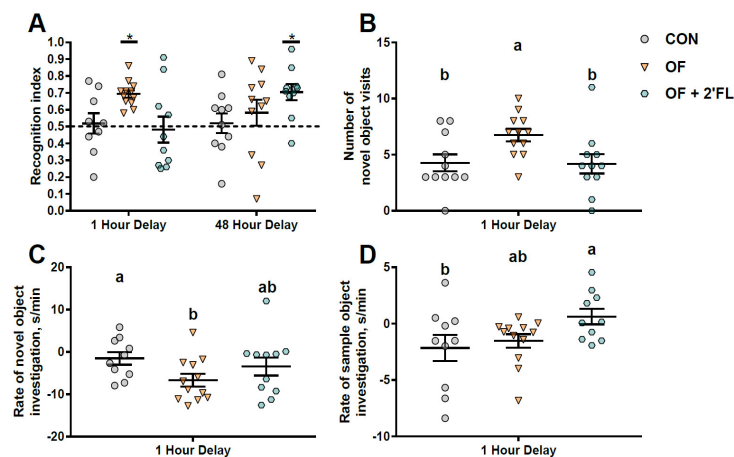 A
B
CON
OF
OF + 2'FL
Recognition index
1.0
0.9
0.8
0.7
0.6
0.5
0.4
0.3
0.2
0.1
0.0
*
*
1 Hour Delay
48 Hour Delay
Number of
novel object visits
15
10
5
0
b
a
b
1 Hour Delay
C
D
Rate of novel object
investigation, s/min
20
10
0
-10
-20
a
b
ab
1 Hour Delay
Rate of sample object
investigation, s/min
5
0
-5
-10
b
ab
a
1 Hour Delay